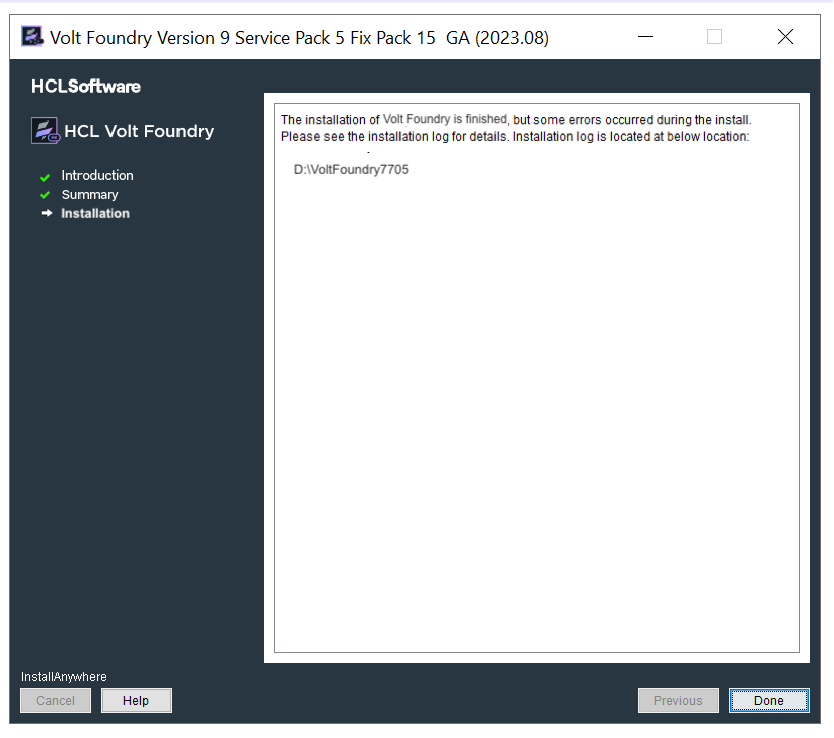 Volt Foundry Version 9 Service Pack 5 Fix Pack 15 GA (2023.08)
HCLSoftware
HCL Volt Foundry
Introduction
Summary
Installation
The installation of Volt Foundry is finished, but some errors occurred during the install.
Please see the installation log for details. Installation log is located at below location:
D:\VoltFoundry7705
InstallAnywhere
Cancel
Help
Previous
Done